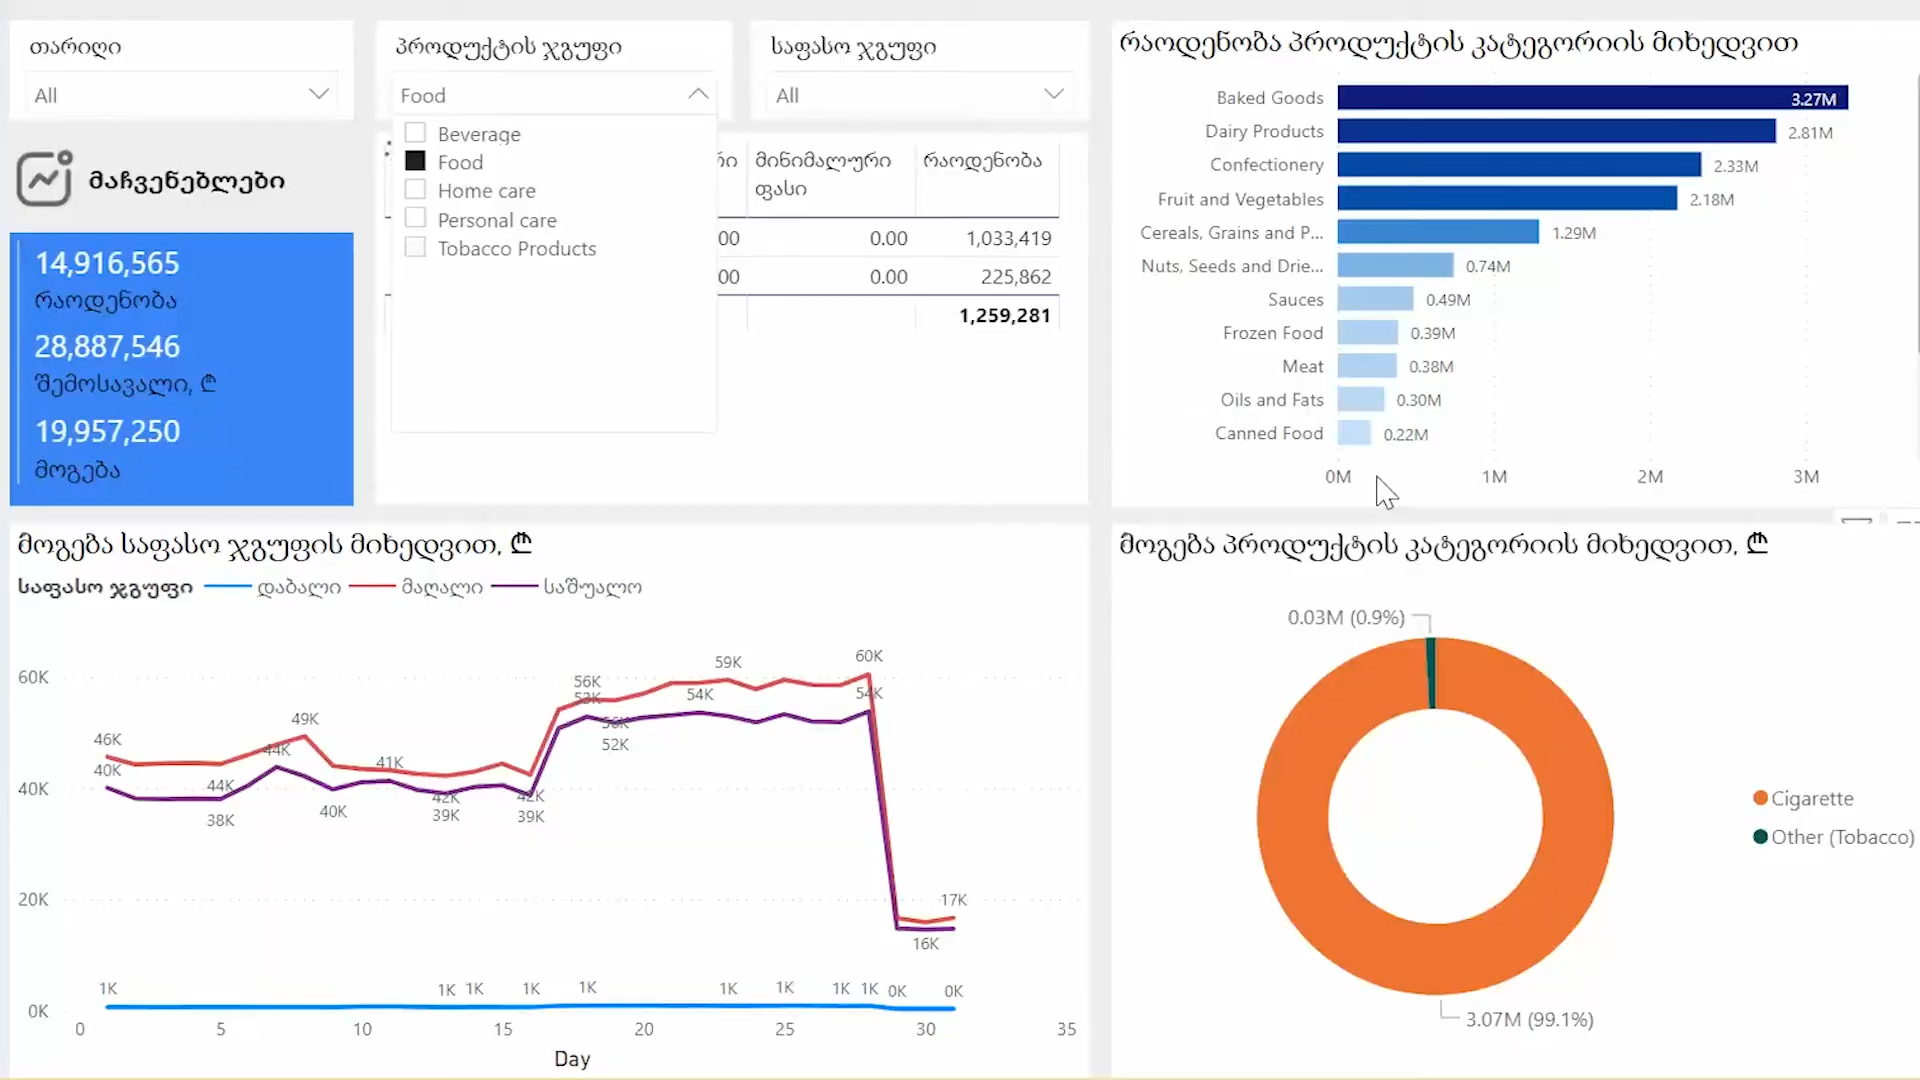 თარიღი
All
პროდუქტის ჯგუფი
Food
Beverage
Food
Home care
Personal care
Tobacco Products
საფასო ჯგუფი
All
მაჩვენებლები
14,916,565
რაოდენობა
28,887,546
შემოსავალი, ₾
19,957,250
მოგება
რი
მინიმალური
ფასი
რაოდენობა
00 0.00 1,033,419
00 0.00 225,862
1,259,281
რაოდენობა პროდუქტის კატეგორიის მიხედვით
Baked Goods 3.27M
Dairy Products 2.81M
Confectionery 2.33M
Fruit and Vegetables 2.18M
Cereals, Grains and P... 1.29M
Nuts, Seeds and Drie... 0.74M
Sauces 0.49M
Frozen Food 0.39M
Meat 0.38M
Oils and Fats 0.30M
Canned Food 0.22M
0M 1M 2M 3M
მოგება საფასო ჯგუფის მიხედვით, ₾
საფასო ჯგუფი დაბალი მაღალი საშუალო
60K
40K
20K
0K
46K
40K
44K
38K
44K
49K
40K
41K
42K
39K
42K
39K
56K
53K
56K
52K
54K
59K
60K
54K
17K
16K
1K 1K 1K 1K 1K 1K 1K 1K 1K 0K 0K
0 5 10 15 20 25 30 35
Day
მოგება პროდუქტის კატეგორიის მიხედვით, ₾
0.03M (0.9%)
Cigarette
Other (Tobacco)
3.07M (99.1%)